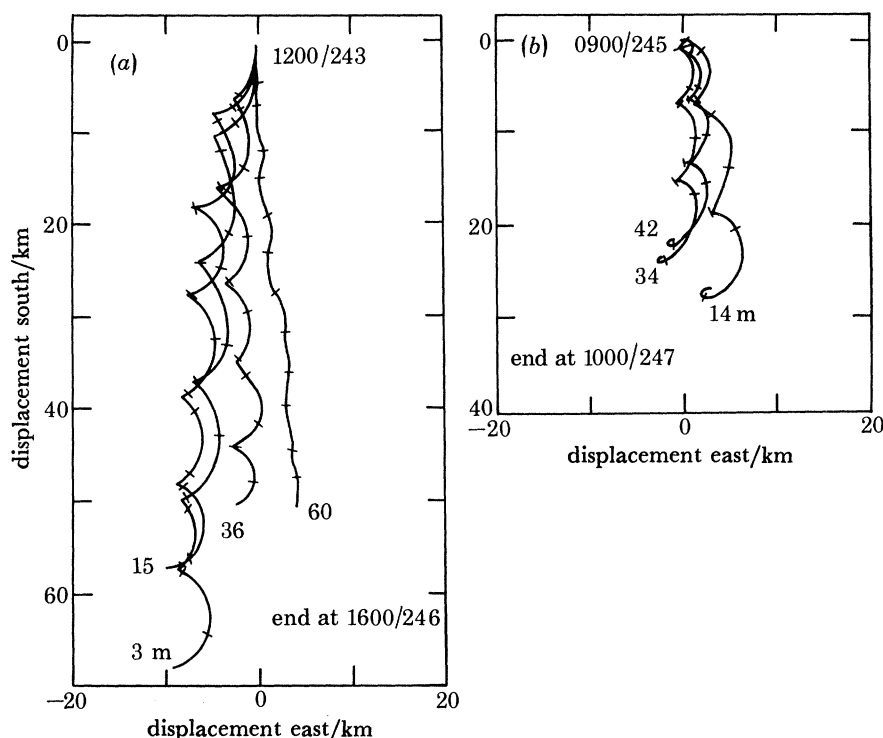 (a)
1200/243
0
20
40
60
displacement south/km
15
3 m
36
60
end at 1600/246
−20
0
20
displacement east/km
(b)
0900/245
0
20
40
42
34
14 m
end at 1000/247
−20
0
20
displacement east/km